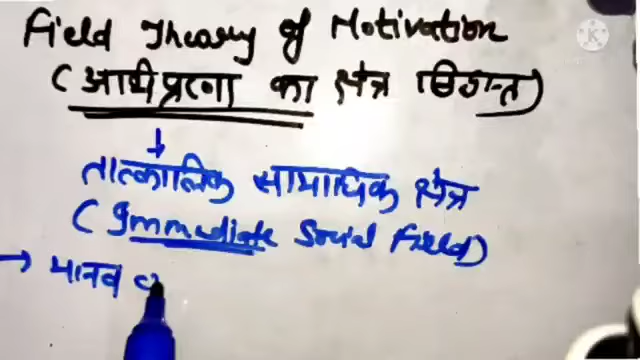 Field Theory of Motivation
(अभिप्रेरणा का क्षेत्र सिद्धान्त)
तात्कालिक सामाजिक क्षेत्र
(Immediate Social Field)
→ मानव